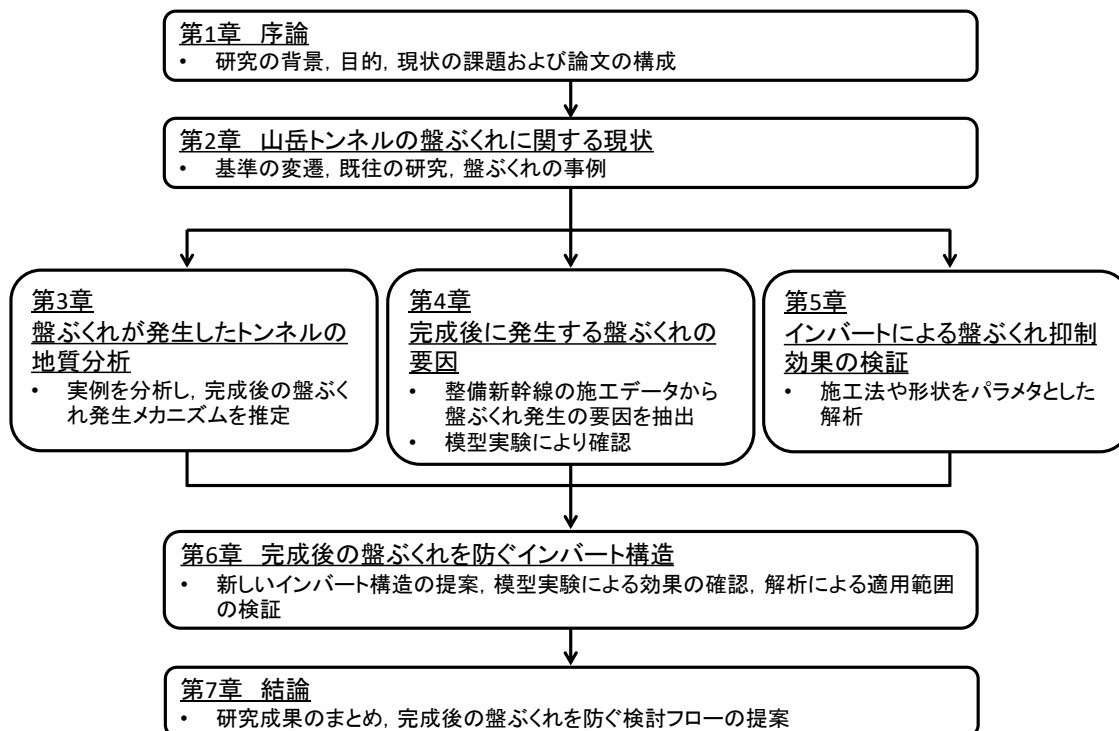 第1章　序論
• 研究の背景，目的，現状の課題および論文の構成
第2章　山岳トンネルの盤ぶくれに関する現状
• 基準の変遷，既往の研究，盤ぶくれの事例
第3章
盤ぶくれが発生したトンネルの
地質分析
• 実例を分析し，完成後の盤ぶく
れ発生メカニズムを推定
第4章
完成後に発生する盤ぶくれの
要因
• 整備新幹線の施工データから
盤ぶくれ発生の要因を抽出
• 模型実験により確認
第5章
インバートによる盤ぶくれ抑制
効果の検証
• 施工法や形状をパラメタとした
解析
第6章　完成後の盤ぶくれを防ぐインバート構造
• 新しいインバート構造の提案，模型実験による効果の確認，解析による適用範囲
の検証
第7章　結論
• 研究成果のまとめ，完成後の盤ぶくれを防ぐ検討フローの提案